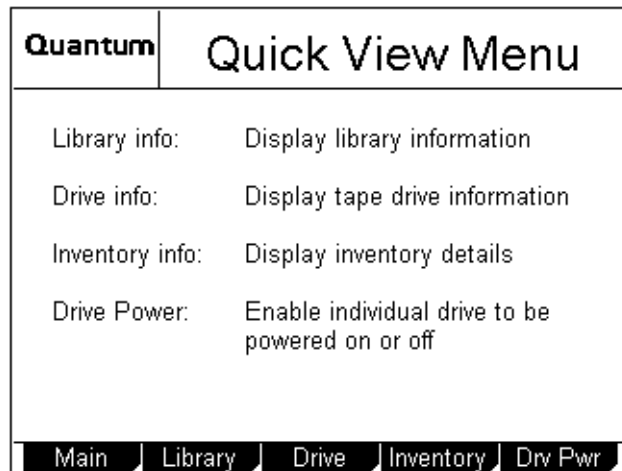 Quantum
Quick View Menu
Library info: Display library information
Drive info: Display tape drive information
Inventory info: Display inventory details
Drive Power: Enable individual drive to be
powered on or off
Main Library Drive Inventory Drv Pwr